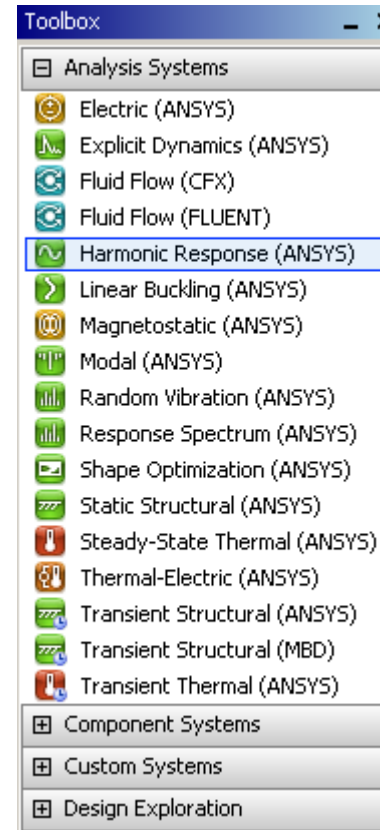 Toolbox
Analysis Systems
Electric (ANSYS)
Explicit Dynamics (ANSYS)
Fluid Flow (CFX)
Fluid Flow (FLUENT)
Harmonic Response (ANSYS)
Linear Buckling (ANSYS)
Magnetostatic (ANSYS)
Modal (ANSYS)
Random Vibration (ANSYS)
Response Spectrum (ANSYS)
Shape Optimization (ANSYS)
Static Structural (ANSYS)
Steady-State Thermal (ANSYS)
Thermal-Electric (ANSYS)
Transient Structural (ANSYS)
Transient Structural (MBD)
Transient Thermal (ANSYS)
Component Systems
Custom Systems
Design Exploration